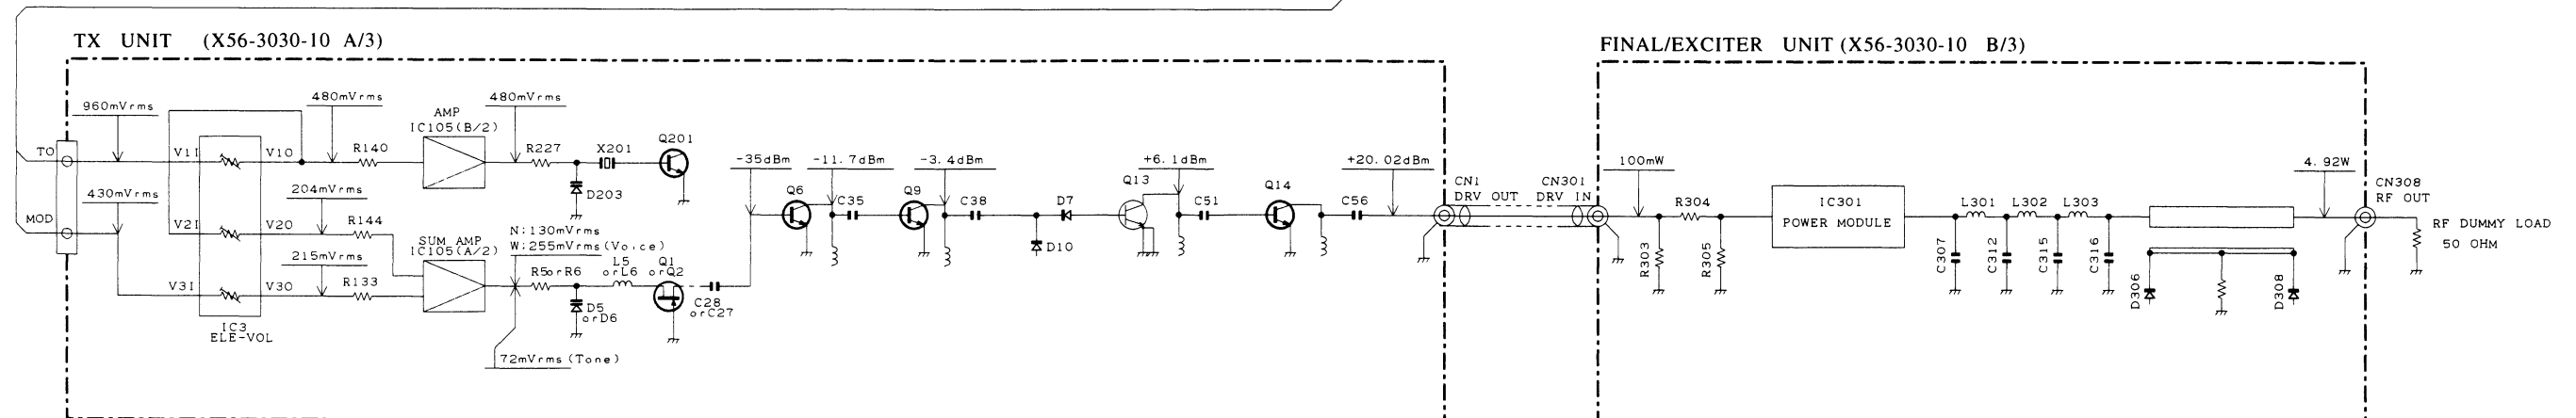 TX UNIT (X56-3030-10 A/3)
FINAL/EXCITER UNIT (X56-3030-10 B/3)
960mVrms
480mVrms
AMP
IC105(B/2)
480mVrms
TO
V1I
V1O
R140
R227
X201
Q201
D203
430mVrms
204mVrms
MOD
V2I
V2O
R144
215mVrms
V3I
V3O
R133
IC3
ELE-VOL
SUM AMP
IC105(A/2)
N:130mVrms
W:255mVrms(Voice)
R5orR6
L5
orL6
Q1
orQ2
D5
orD6
C28
orC27
72mVrms(Tone)
-35dBm
Q6
-11.7dBm
C35
Q9
-3.4dBm
C38
D7
D10
Q13
+6.1dBm
C51
Q14
+20.02dBm
C56
CN1
DRV OUT
CN301
DRV IN
100mW
R303
R304
R305
IC301
POWER MODULE
L301
L302
L303
C307
C312
C315
C316
D306
D308
4.92W
CN308
RF OUT
RF DUMMY LOAD
50 OHM